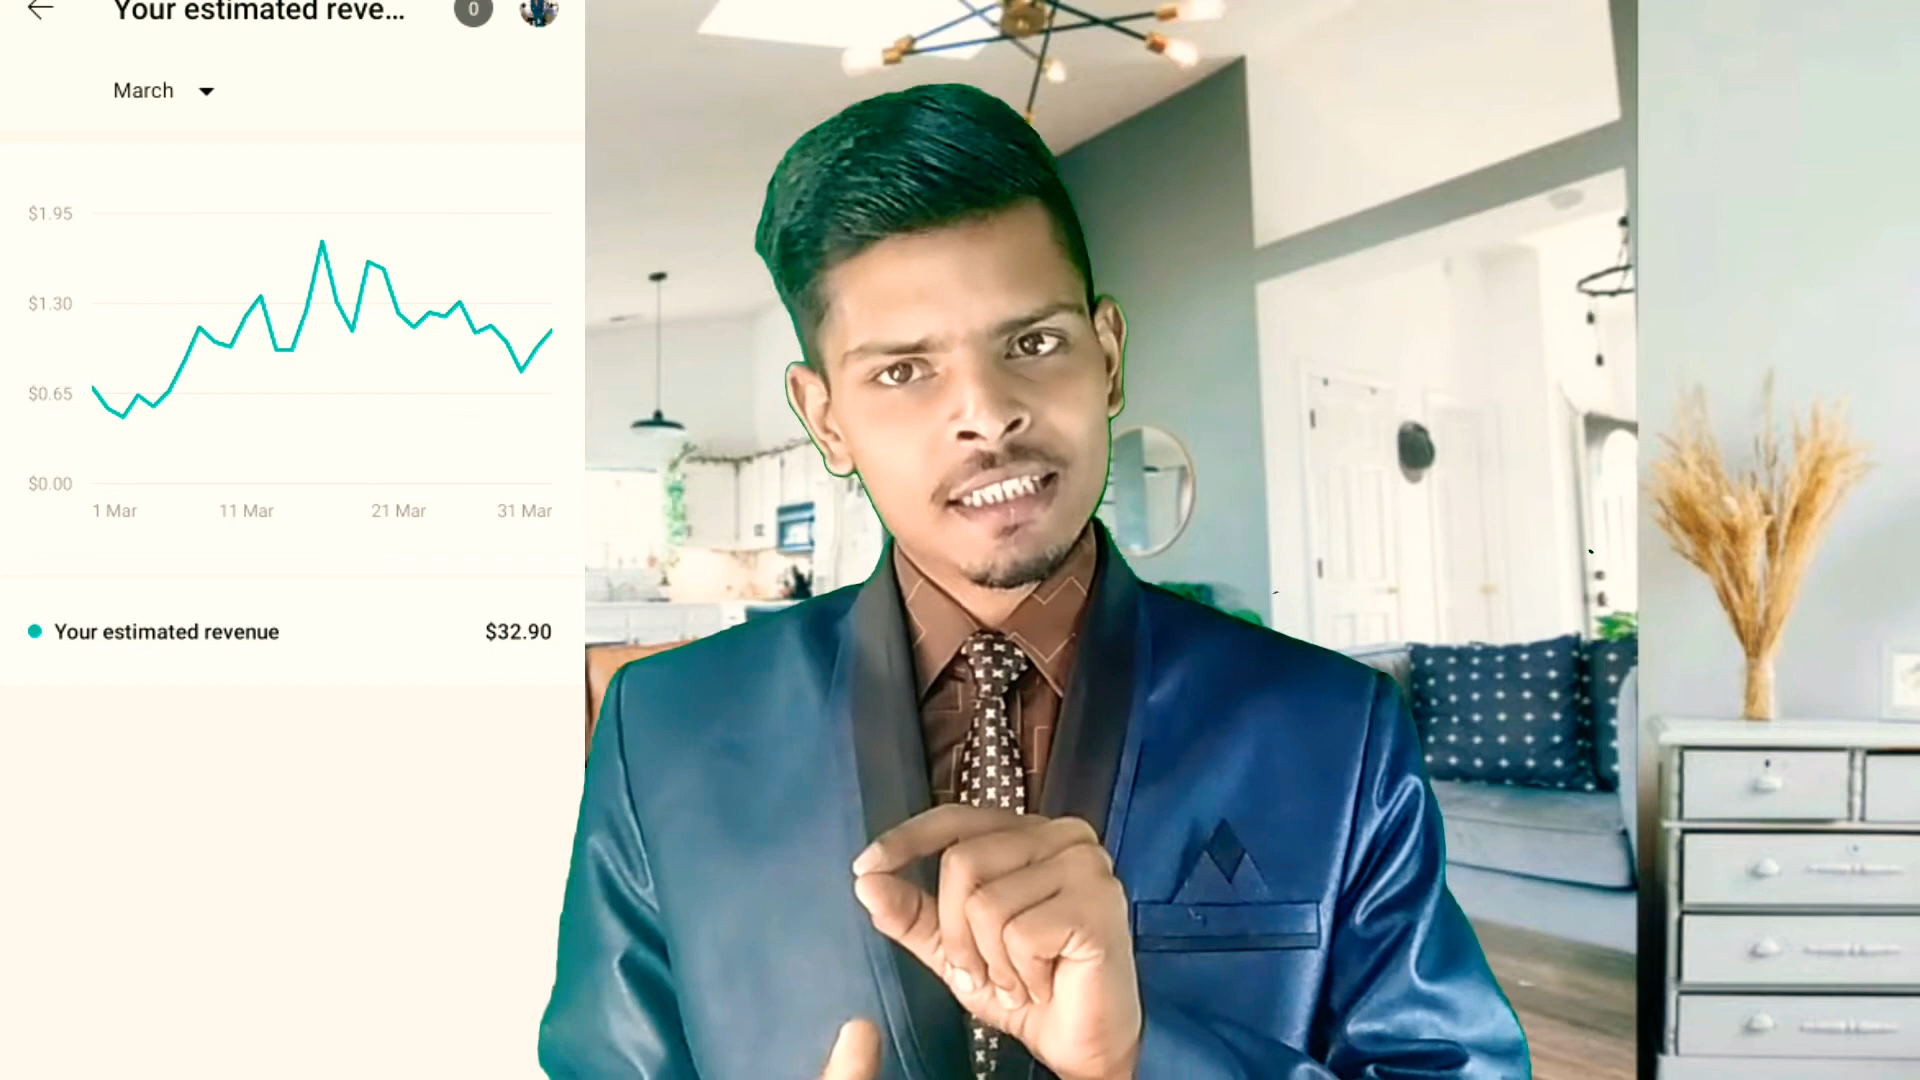 Your estimated reve...
0
March
$1.95
$1.30
$0.65
$0.00
1 Mar 11 Mar 21 Mar 31 Mar
Your estimated revenue $32.90